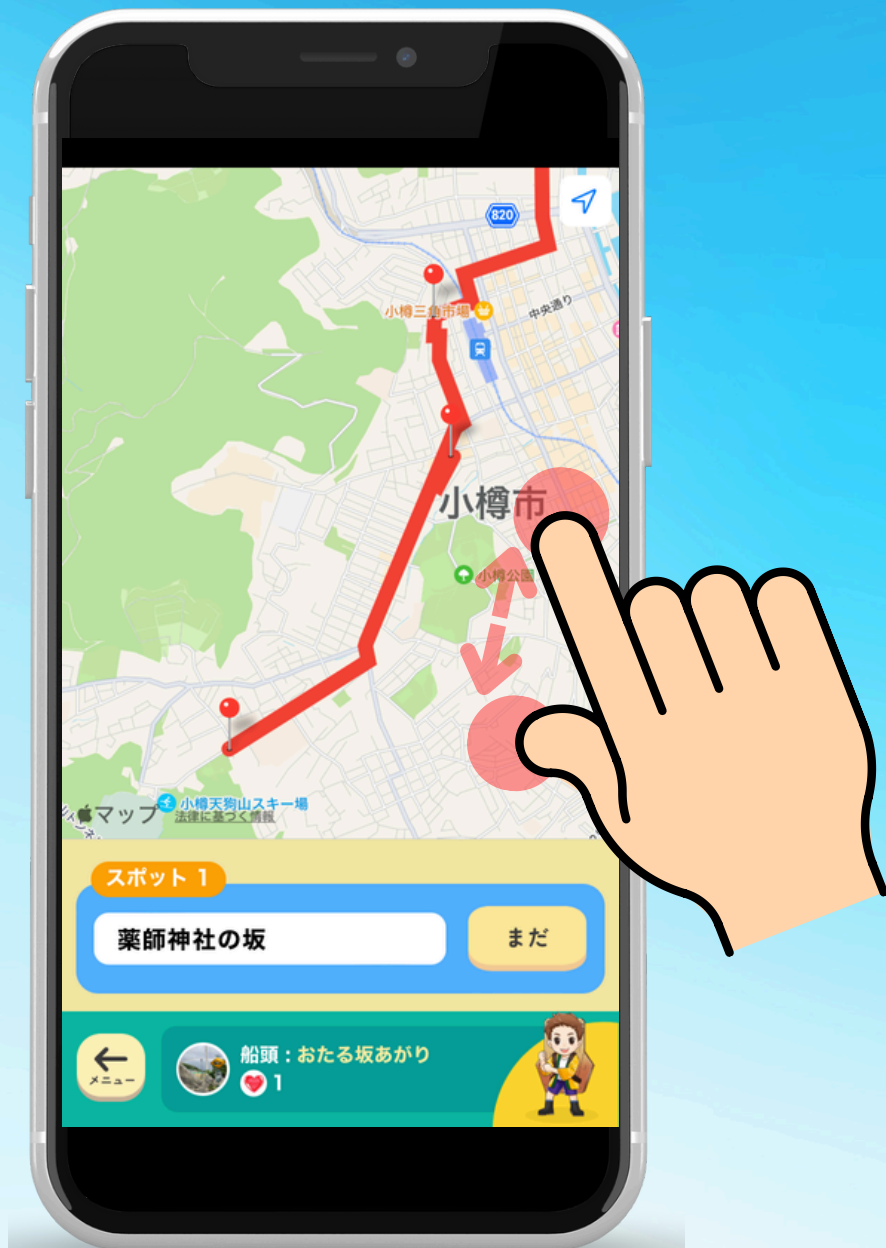 820
小樽三角市場
中央通り
小樽市
小樽公園
小樽天狗山スキー場
マップ
法律に基づく情報
スポット 1
薬師神社の坂
まだ
船頭：おたる坂あがり
1
メニュー